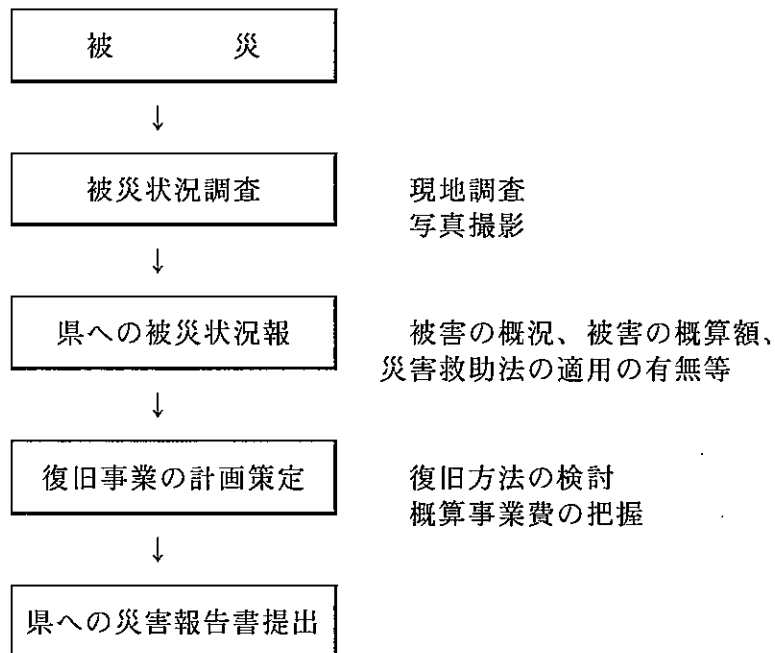 被 災
↓
被災状況調査
現地調査
写真撮影
↓
県への被災状況報
被害の概況、被害の概算額、
災害救助法の適用の有無等
↓
復旧事業の計画策定
復旧方法の検討
概算事業費の把握
↓
県への災害報告書提出